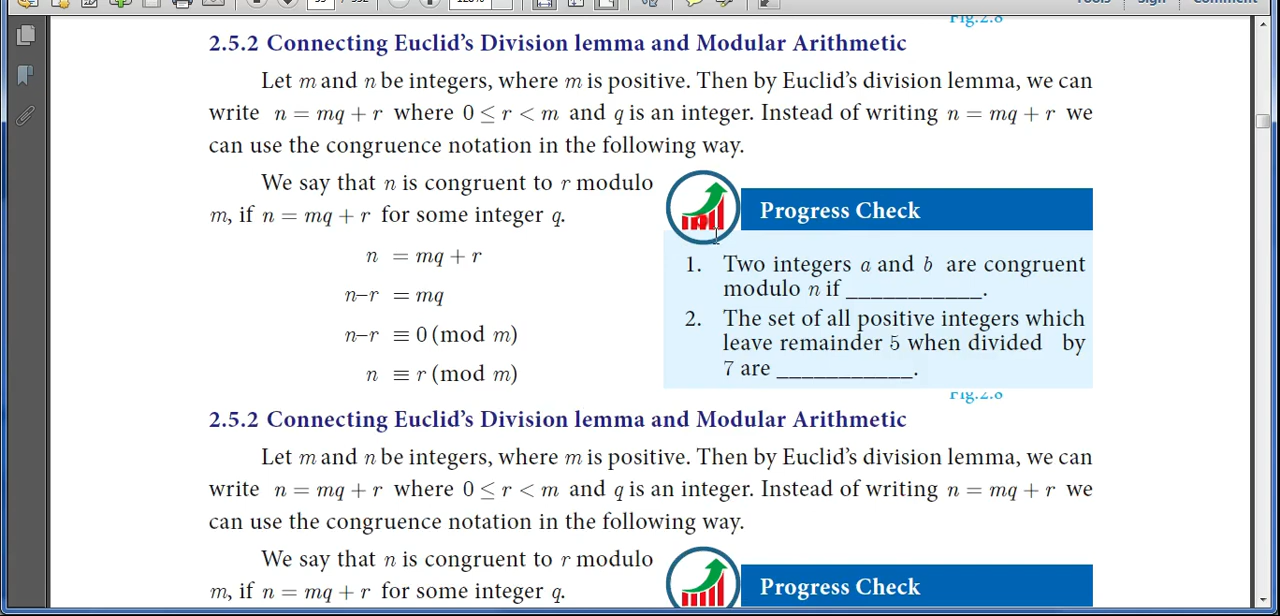 Tools
Sign
Comment
Fig.2.8
2.5.2 Connecting Euclid's Division lemma and Modular Arithmetic
Let m and n be integers, where m is positive. Then by Euclid's division lemma, we can
write n = mq + r where 0 ≤ r < m and q is an integer. Instead of writing n = mq + r we
can use the congruence notation in the following way.
We say that n is congruent to r modulo
m, if n = mq + r for some integer q.
n = mq + r
n–r = mq
n–r ≡ 0 (mod m)
n ≡ r (mod m)
Progress Check
1. Two integers a and b are congruent
modulo n if ___________.
2. The set of all positive integers which
leave remainder 5 when divided by
7 are ___________.
Fig.2.8
2.5.2 Connecting Euclid's Division lemma and Modular Arithmetic
Let m and n be integers, where m is positive. Then by Euclid's division lemma, we can
write n = mq + r where 0 ≤ r < m and q is an integer. Instead of writing n = mq + r we
can use the congruence notation in the following way.
We say that n is congruent to r modulo
m, if n = mq + r for some integer q.
Progress Check